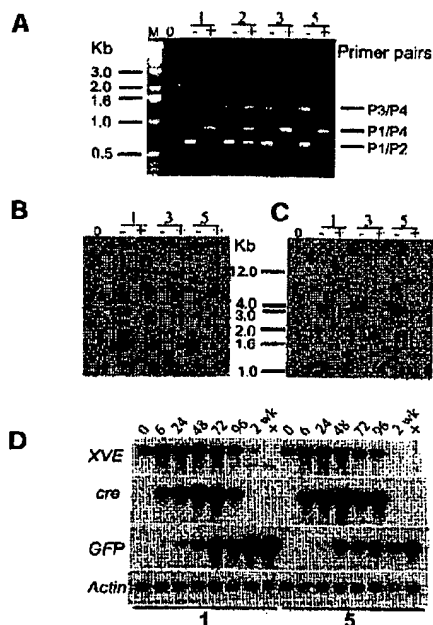 A
1 2 3 5
Kb M 0 - + - + - + - + Primer pairs
3.0
2.0
1.6
1.0
0.5
P3/P4
P1/P4
P1/P2
B
1 3 5
0 - + - + - +
C
1 3 5
0 - + - + - +
Kb
12.0
4.0
3.0
2.0
1.6
1.0
D
0 6 24 48 72 96 2 wk + 0 6 24 48 72 96 2 wk +
XVE
cre
GFP
Actin
1 5